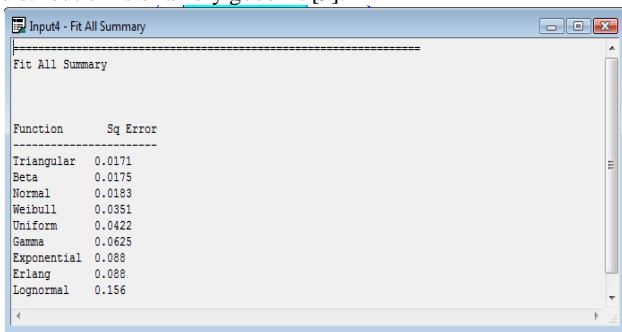 Input4 - Fit All Summary
Fit All Summary
Function Sq Error
------------------------
Triangular 0.0171
Beta 0.0175
Normal 0.0183
Weibull 0.0351
Uniform 0.0422
Gamma 0.0625
Exponential 0.088
Erlang 0.088
Lognormal 0.156